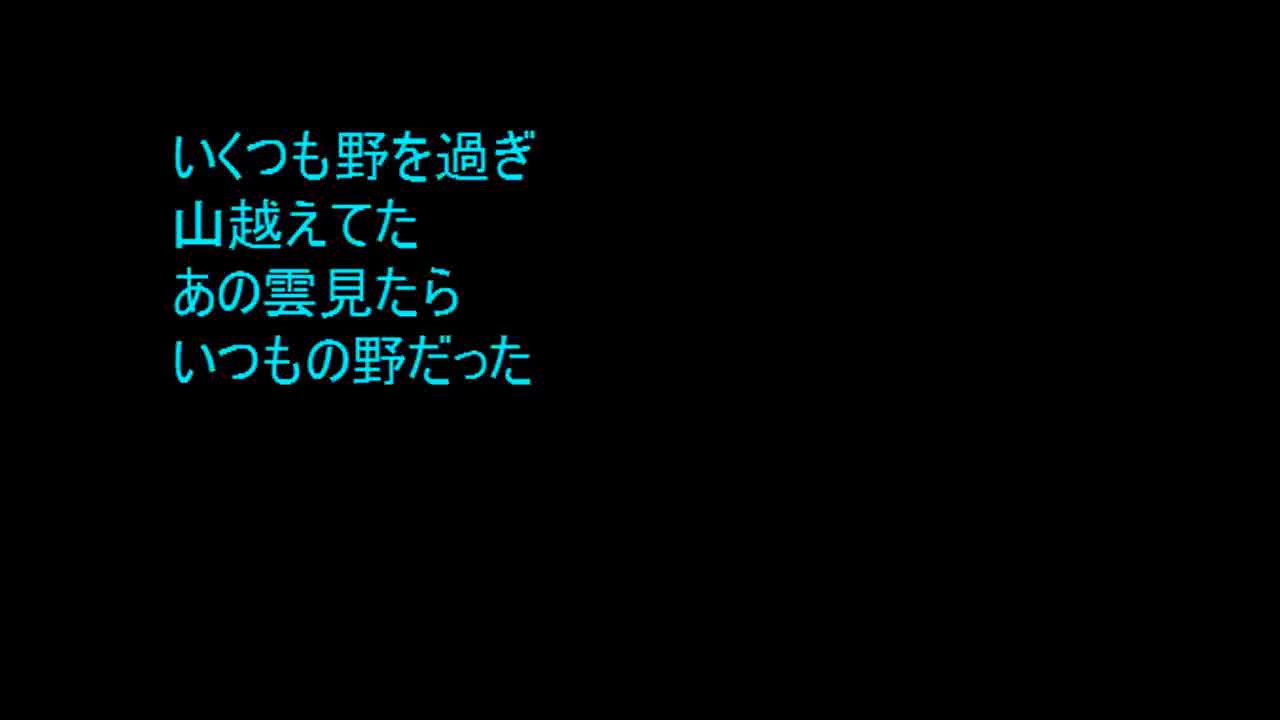 いくつも野を過ぎ
山越えてた
あの雲見たら
いつもの野だった